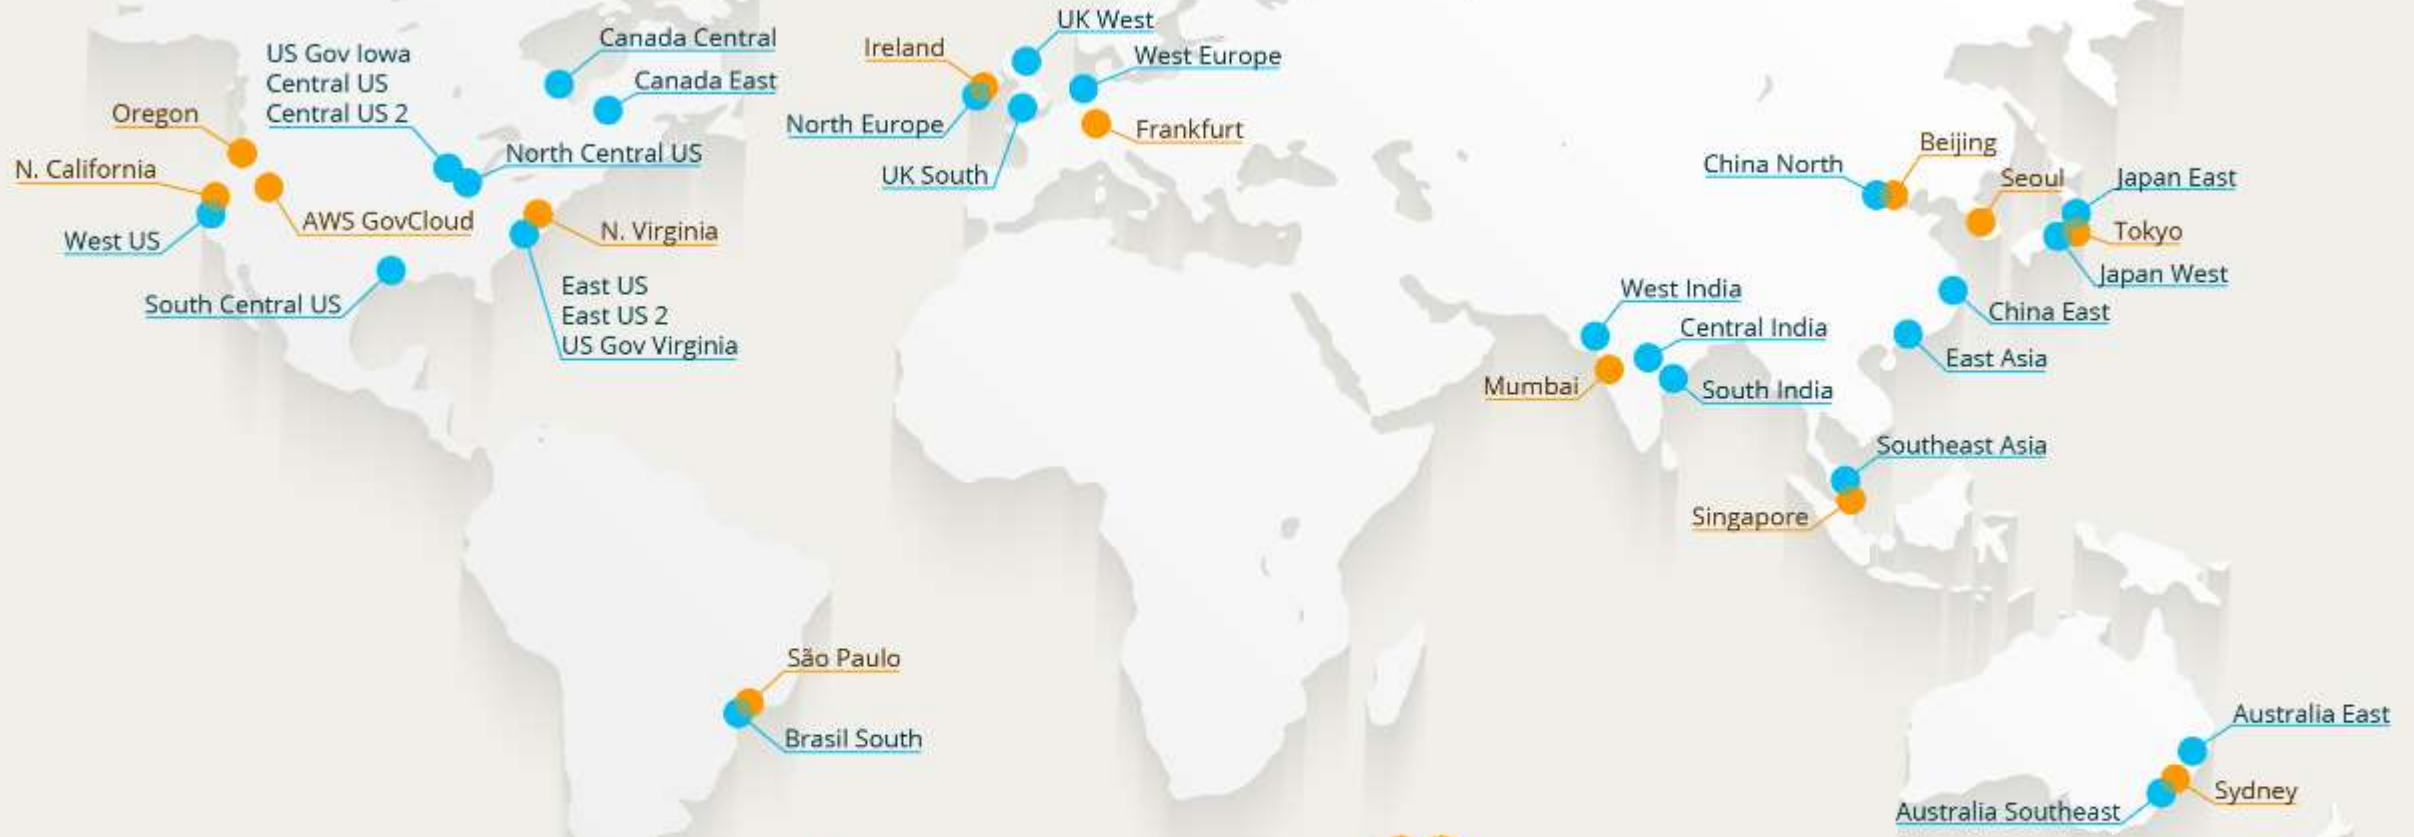 UK West
Canada Central
Ireland
US Gov Iowa
Central US
Central US 2
West Europe
Canada East
Oregon
North Europe
Frankfurt
Beijing
North Central US
China North
N. California
UK South
Seoul
Japan East
AWS GovCloud
N. Virginia
Tokyo
West US
Japan West
East US
East US 2
US Gov Virginia
West India
South Central US
China East
Central India
East Asia
Mumbai
South India
Southeast Asia
Singapore
São Paulo
Brasil South
Australia East
Sydney
Australia Southeast